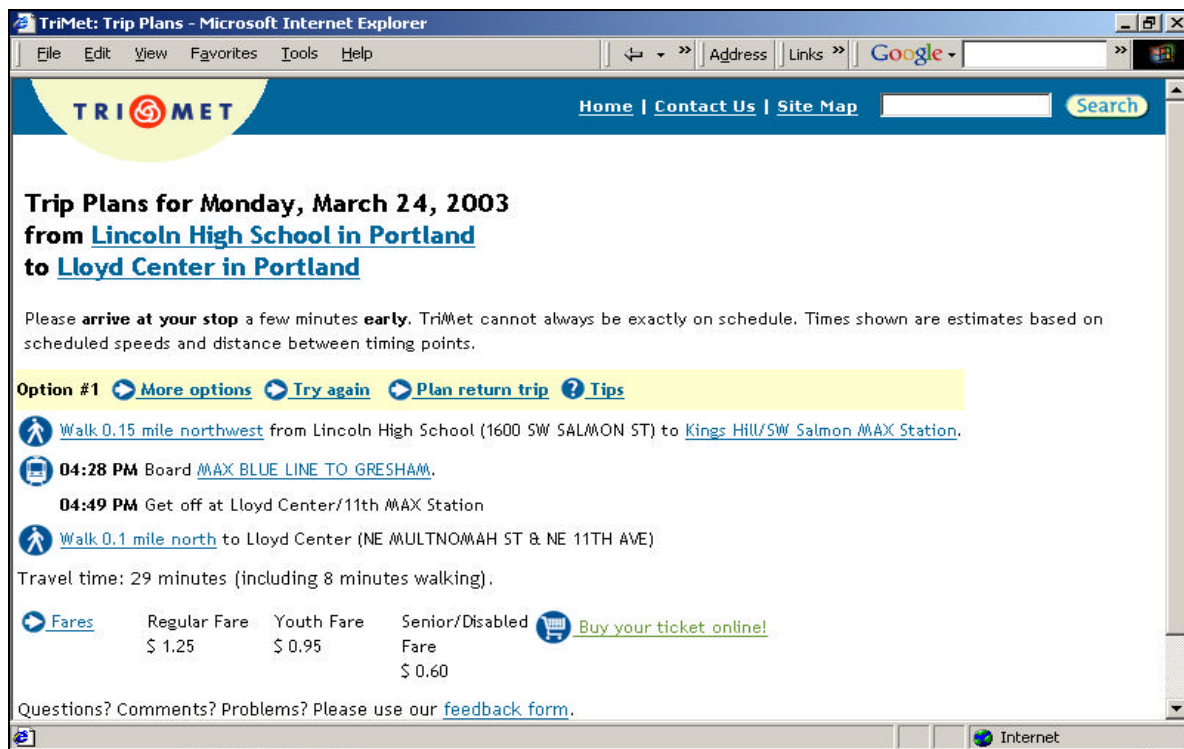 TriMet: Trip Plans - Microsoft Internet Explorer
File Edit View Favorites Tools Help » Address Links » Google »
TRI MET Home | Contact Us | Site Map Search
Trip Plans for Monday, March 24, 2003
from Lincoln High School in Portland
to Lloyd Center in Portland
Please arrive at your stop a few minutes early. TriMet cannot always be exactly on schedule. Times shown are estimates based on
scheduled speeds and distance between timing points.
Option #1 More options Try again Plan return trip ? Tips
Walk 0.15 mile northwest from Lincoln High School (1600 SW SALMON ST) to Kings Hill/SW Salmon MAX Station.
04:28 PM Board MAX BLUE LINE TO GRESHAM.
04:49 PM Get off at Lloyd Center/11th MAX Station
Walk 0.1 mile north to Lloyd Center (NE MULTNOMAH ST & NE 11TH AVE)
Travel time: 29 minutes (including 8 minutes walking).
Fares Regular Fare Youth Fare Senior/Disabled Buy your ticket online!
$ 1.25 $ 0.95 Fare
$ 0.60
Questions? Comments? Problems? Please use our feedback form.
Internet